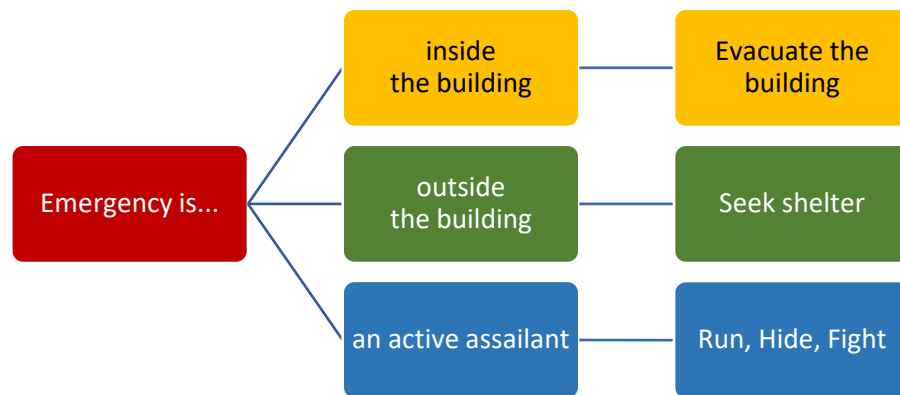 Emergency is...
inside
the building
Evacuate the
building
outside
the building
Seek shelter
an active assailant
Run, Hide, Fight